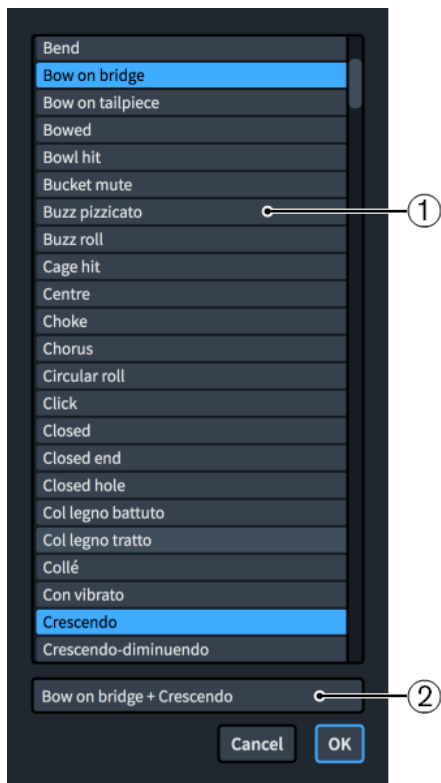 Bend
Bow on bridge
Bow on tailpiece
Bowed
Bowl hit
Bucket mute
Buzz pizzicato
1
Buzz roll
Cage hit
Centre
Choke
Chorus
Circular roll
Click
Closed
Closed end
Closed hole
Col legno battuto
Col legno tratto
Collé
Con vibrato
Crescendo
Crescendo-diminuendo
Bow on bridge + Crescendo
2
Cancel
OK